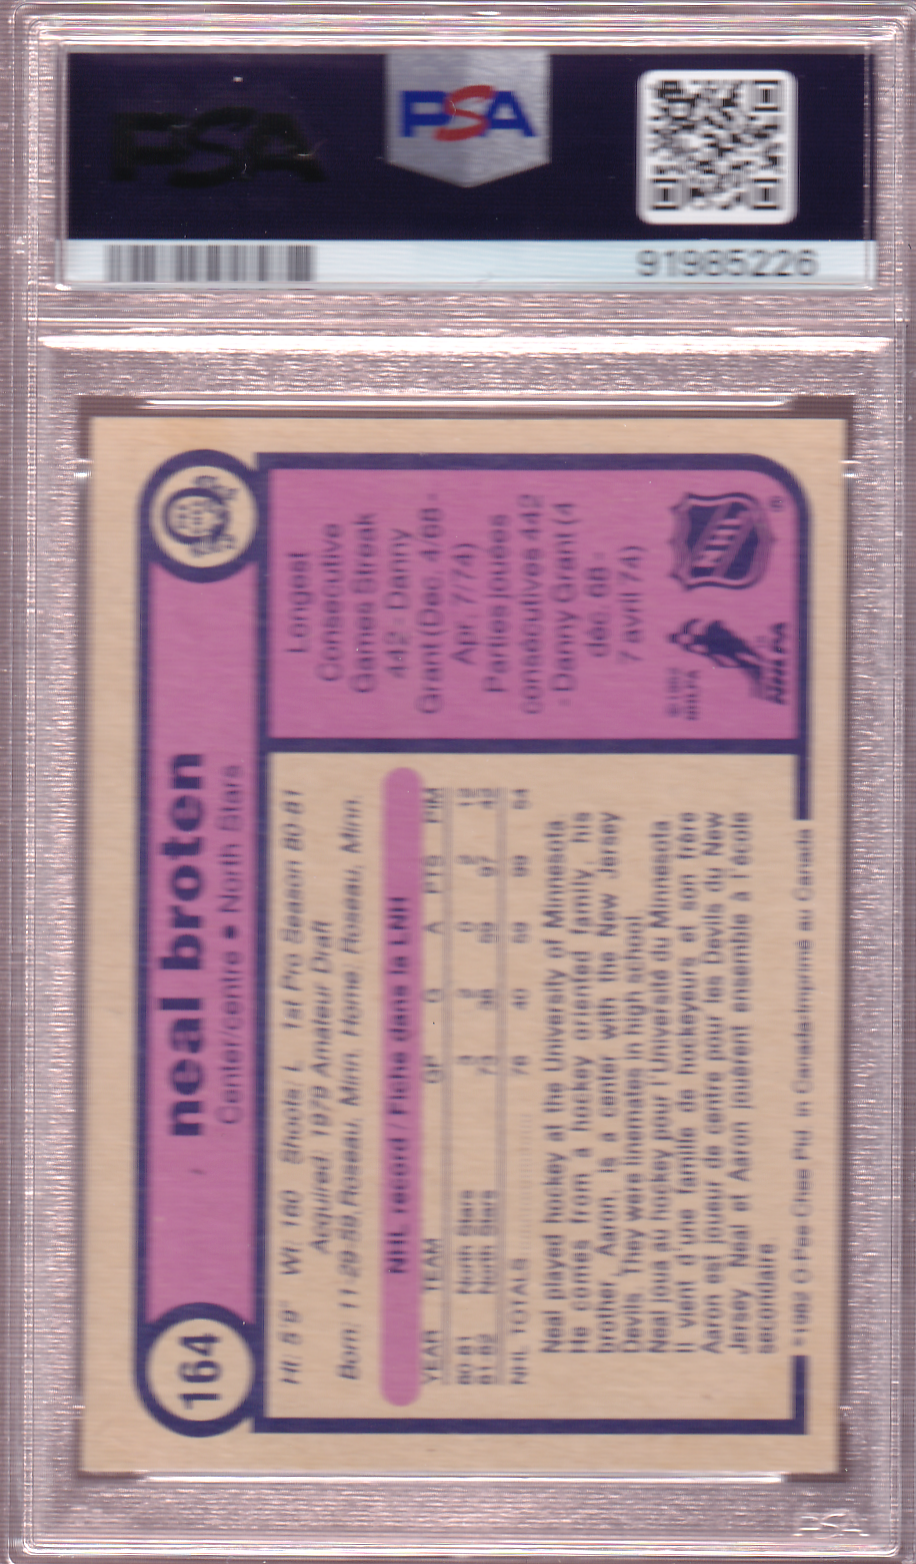 PSA
PSA
91985226
164
neal broten
Center/centre • North Stars
Ht: 5'9" Wt: 160 Shoots: L 1st Pro Season 80-81
Aquired: 1979 Amateur Draft
Born: 11-29-59, Roseau, Minn. Home: Roseau, Minn.
NHL record / Fiche dans la LNH
YEAR TEAM GP G A PTS PIM
80-81 North Stars 3 2 0 2 12
81-82 North Stars 73 38 59 97 42
NHL TOTALS 76 40 59 99 54
Neal played hockey at the University of Minnesota.
He comes from a hockey oriented family, his
brother, Aaron, is a center with the New Jersey
Devils. They were linemates in high school.
Neal joua au hockey pour l'Université du Minnesota.
Il vient d'une famille de hockeyeurs et son frère
Aaron est joueur de centre pour les Devils du New
Jersey. Neal et Aaron jouèrent ensemble à l'école
secondaire.
1982 O-Pee-Chee Ptd. in Canada-Imprimé au Canada
Longest
Consecutive
Games Streak
442 - Danny
Grant (Dec. 4/68 -
Apr. 7/74)
Parties jouées
consécutives 442
- Danny Grant (4
déc. 68 -
7 avril 74)
NHL
®
NHLPA
PSA